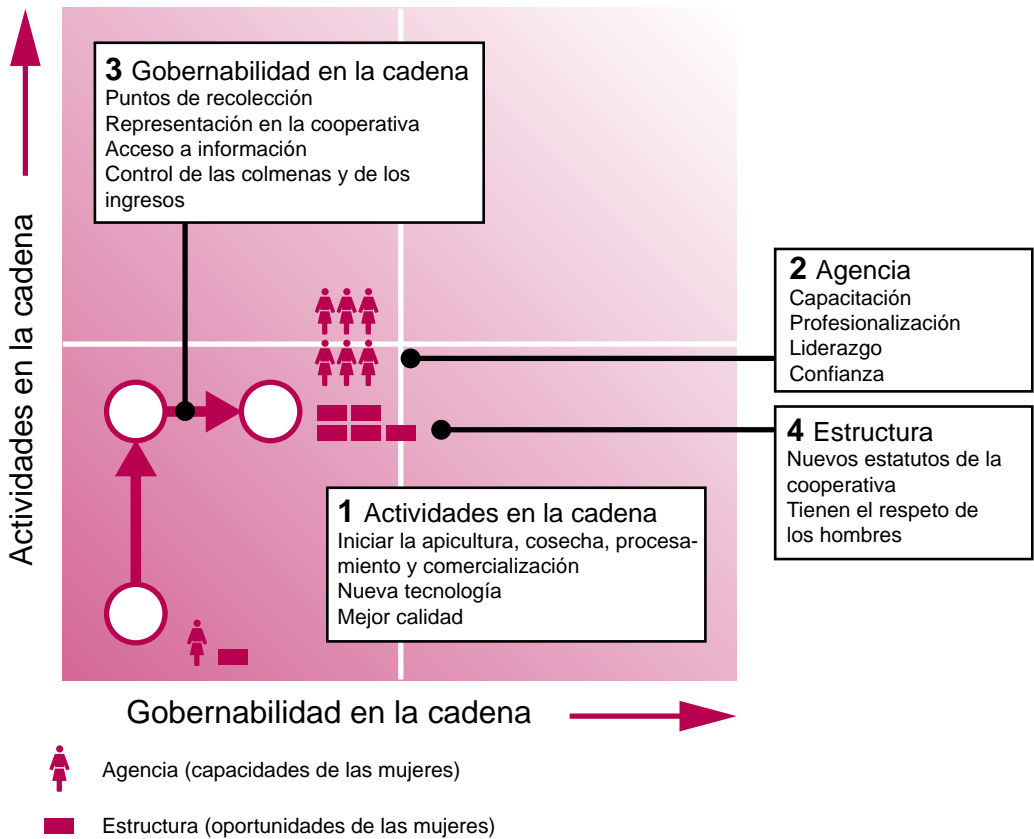 3 Gobernabilidad en la cadena
Puntos de recolección
Representación en la cooperativa
Acceso a información
Control de las colmenas y de los
ingresos
Actividades en la cadena
2 Agencia
Capacitación
Profesionalización
Liderazgo
Confianza
4 Estructura
Nuevos estatutos de la
cooperativa
Tienen el respeto de
los hombres
1 Actividades en la cadena
Iniciar la apicultura, cosecha, procesa-
miento y comercialización
Nueva tecnología
Mejor calidad
Gobernabilidad en la cadena
Agencia (capacidades de las mujeres)
Estructura (oportunidades de las mujeres)